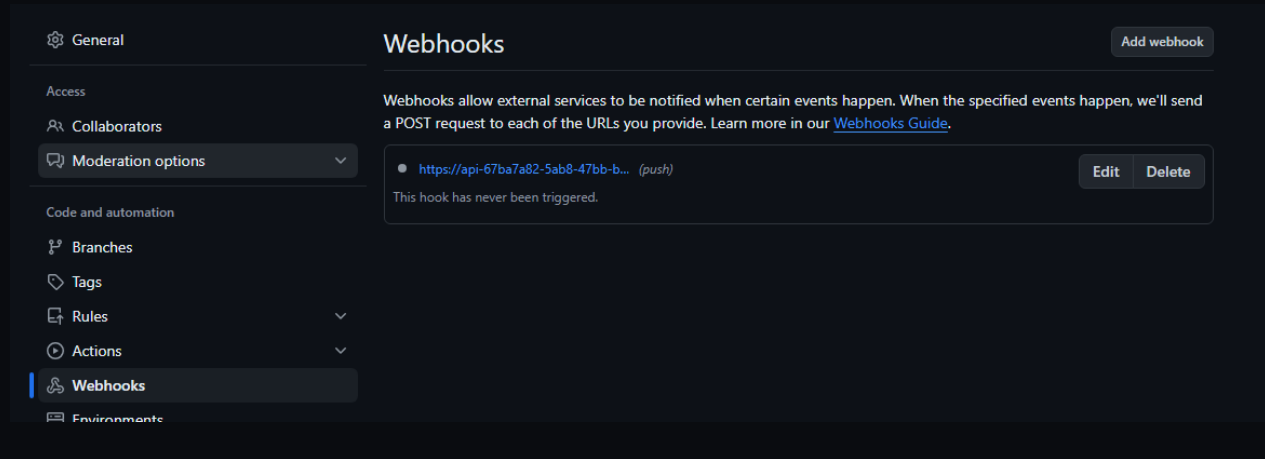 General
Access
Collaborators
Moderation options
Code and automation
Branches
Tags
Rules
Actions
Webhooks
Environments
Webhooks
Add webhook
Webhooks allow external services to be notified when certain events happen. When the specified events happen, we'll send
a POST request to each of the URLs you provide. Learn more in our Webhooks Guide.
https://api-67ba7a82-5ab8-47bb-b... (push)
Edit
Delete
This hook has never been triggered.